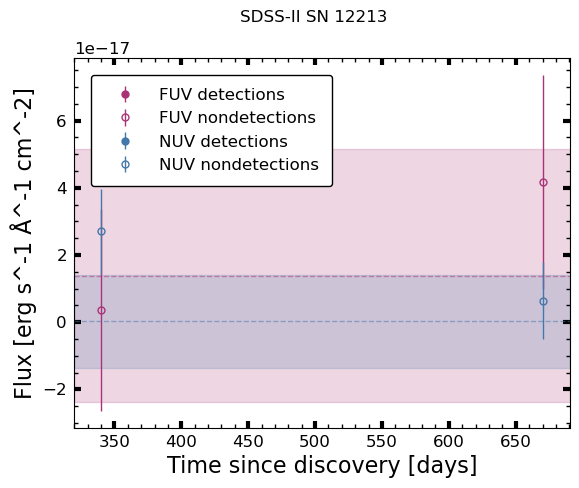 SDSS-II SN 12213
1e−17
FUV detections
FUV nondetections
NUV detections
NUV nondetections
6
4
2
0
−2
Flux [erg s^-1 Å^-1 cm^-2]
350 400 450 500 550 600 650
Time since discovery [days]